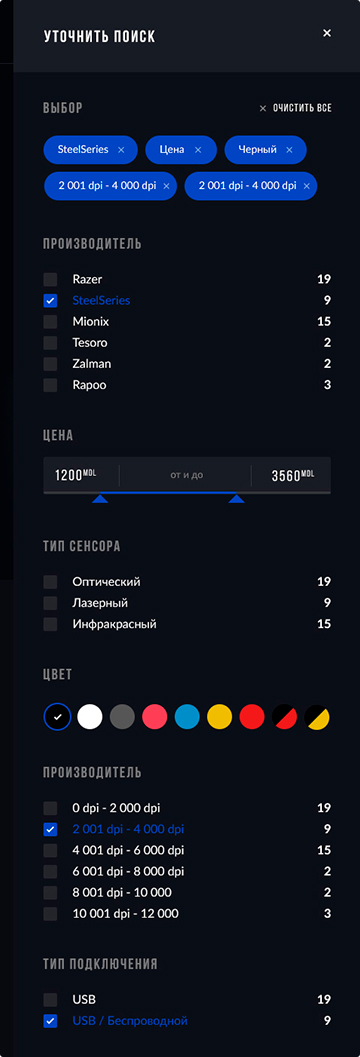 УТОЧНИТЬ ПОИСК ×
ВЫБОР × ОЧИСТИТЬ ВСЕ
SteelSeries × Цена × Черный ×
2 001 dpi - 4 000 dpi × 2 001 dpi - 4 000 dpi ×
ПРОИЗВОДИТЕЛЬ
Razer 19
SteelSeries 9
Mionix 15
Tesoro 2
Zalman 2
Rapoo 3
ЦЕНА
1200MDL от и до 3560MDL
ТИП СЕНСОРА
Оптический 19
Лазерный 9
Инфракрасный 15
ЦВЕТ
ПРОИЗВОДИТЕЛЬ
0 dpi - 2 000 dpi 19
2 001 dpi - 4 000 dpi 9
4 001 dpi - 6 000 dpi 15
6 001 dpi - 8 000 dpi 2
8 001 dpi - 10 000 2
10 001 dpi - 12 000 3
ТИП ПОДКЛЮЧЕНИЯ
USB 19
USB / Беспроводной 9